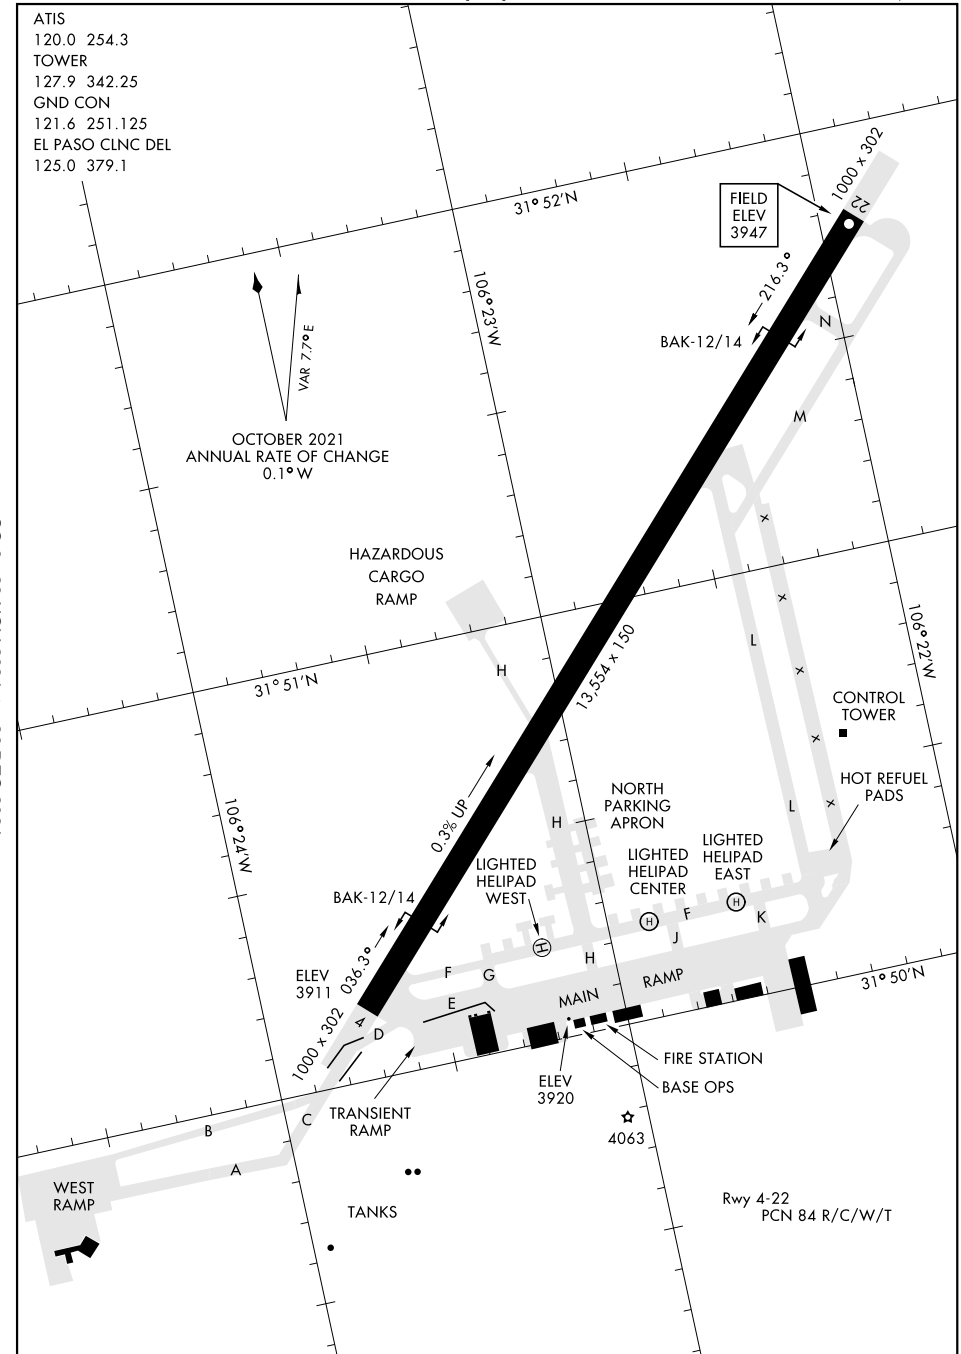 ATIS
120.0 254.3
TOWER
127.9 342.25
GND CON
121.6 251.125
EL PASO CLNC DEL
125.0 379.1
1000 x 302
22
31°52'N
FIELD
ELEV
3947
216.3°
106°23'W
N
BAK-12/14
VAR 7.7°E
M
OCTOBER 2021
ANNUAL RATE OF CHANGE
0.1°W
x
HAZARDOUS
CARGO
RAMP
x
106°22'W
13,554 x 150
L
H
x
31°51'N
CONTROL
TOWER
x
HOT REFUEL
PADS
NORTH
PARKING
APRON
L
x
0.3% UP
H
106°24'W
LIGHTED
HELIPAD
WEST
LIGHTED
HELIPAD
CENTER
LIGHTED
HELIPAD
EAST
BAK-12/14
H
H
H
F
K
J
036.3°
H
F
G
ELEV
3911
RAMP
31°50'N
E
MAIN
1000 x 302
4
D
FIRE STATION
BASE OPS
ELEV
3920
TRANSIENT
RAMP
C
B
4063
A
WEST
RAMP
TANKS
Rwy 4-22
PCN 84 R/C/W/T